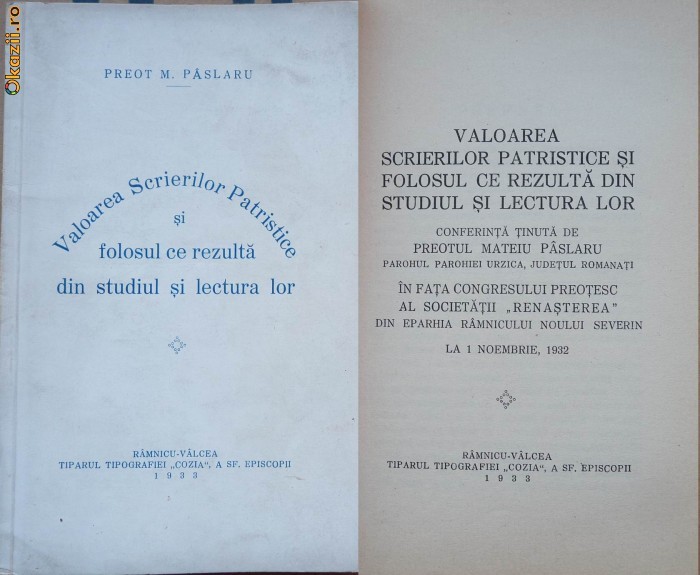 Okazii.ro
PREOT M. PÂSLARU
Valoarea Scrierilor Patristice
și
folosul ce rezultă
din studiul și lectura lor
RÂMNICU-VÂLCEA
TIPARUL TIPOGRAFIEI „COZIA“, A SF. EPISCOPII
1933
VALOAREA
SCRIERILOR PATRISTICE ȘI
FOLOSUL CE REZULTĂ DIN
STUDIUL ȘI LECTURA LOR
CONFERINȚĂ ȚINUTĂ DE
PREOTUL MATEIU PÂSLARU
PAROHUL PAROHIEI URZICA, JUDEȚUL ROMANAȚI
ÎN FAȚA CONGRESULUI PREOȚESC
AL SOCIETĂȚII „RENAȘTEREA”
DIN EPARHIA RÂMNICULUI NOULUI SEVERIN
LA 1 NOEMBRIE, 1932
RÂMNICU-VÂLCEA
TIPARUL TIPOGRAFIEI „COZIA“, A SF. EPISCOPII
1933